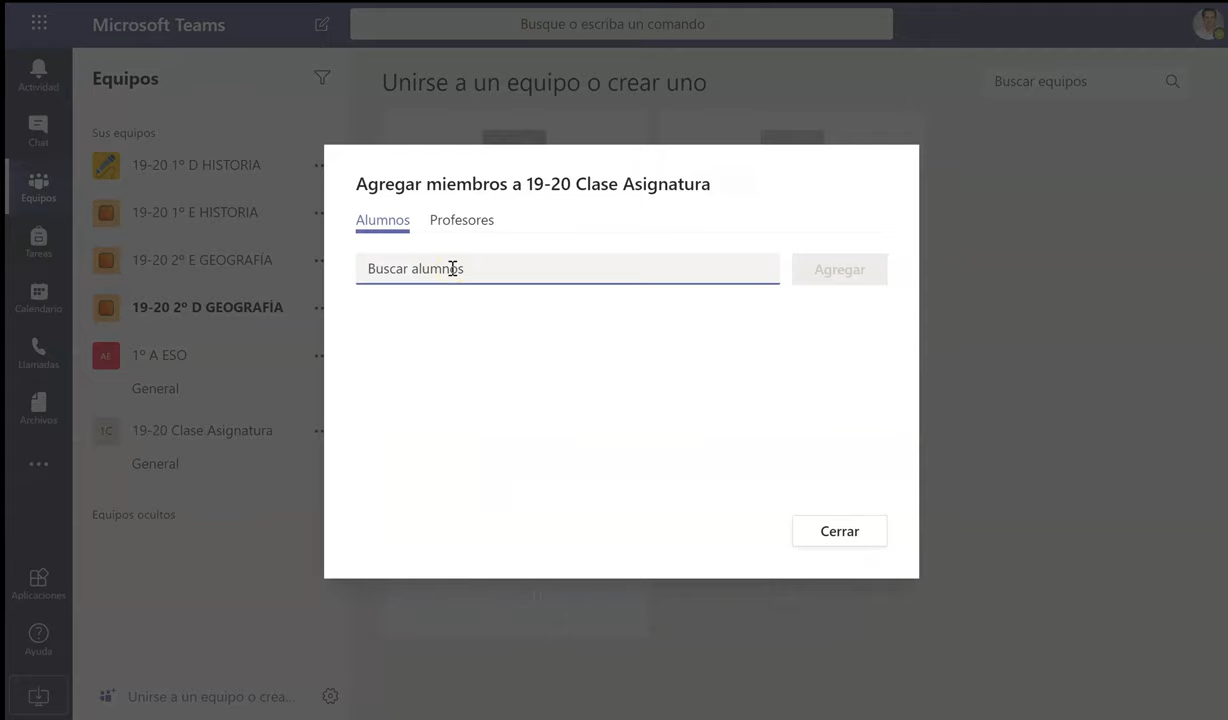 Microsoft Teams
Busque o escriba un comando
Actividad
Chat
Equipos
Tareas
Calendario
Llamadas
Archivos
Aplicaciones
Ayuda
Equipos
Sus equipos
19-20 1º D HISTORIA
19-20 1º E HISTORIA
19-20 2º E GEOGRAFÍA
19-20 2º D GEOGRAFÍA
AE 1º A ESO
General
1C 19-20 Clase Asignatura
General
Equipos ocultos
Unirse a un equipo o crea...
Unirse a un equipo o crear uno
Buscar equipos
Agregar miembros a 19-20 Clase Asignatura
Alumnos Profesores
Buscar alumnos
Agregar
Cerrar